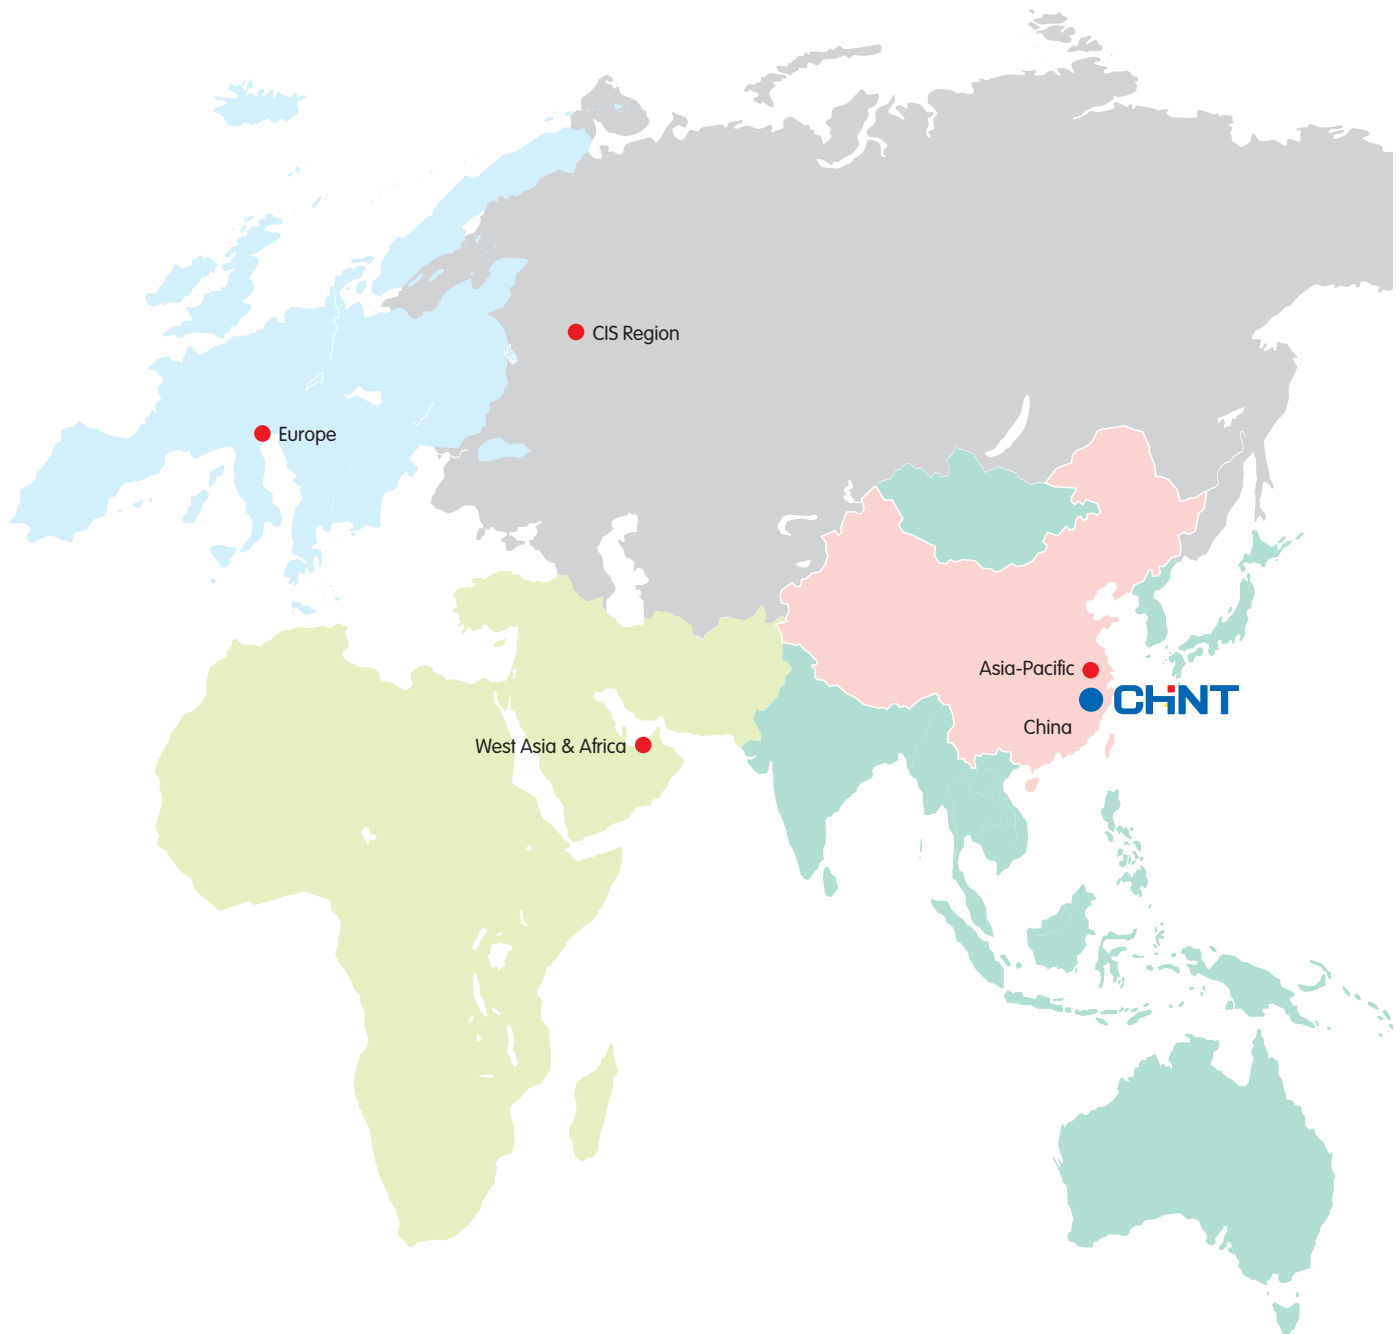 CIS Region
Europe
Asia-Pacific
CHiNT
China
West Asia & Africa